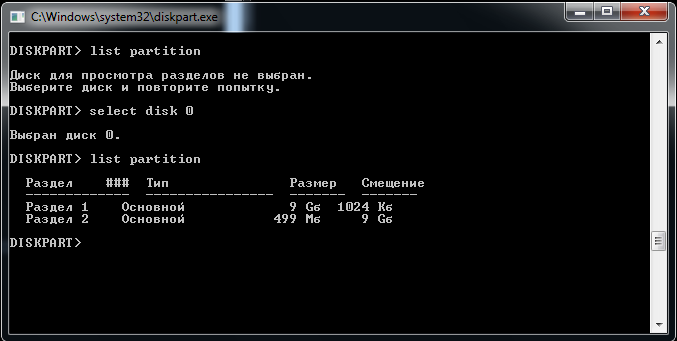 C:\Windows\system32\diskpart.exe
DISKPART> list partition
Диск для просмотра разделов не выбран.
Выберите диск и повторите попытку.
DISKPART> select disk 0
Выбран диск 0.
DISKPART> list partition
Раздел    ###  Тип               Размер   Смещение
-------------  ----------------  -------  -------
Раздел 1    Основной             9 Gб  1024 Kб
Раздел 2    Основной           499 Mб     9 Gб
DISKPART>